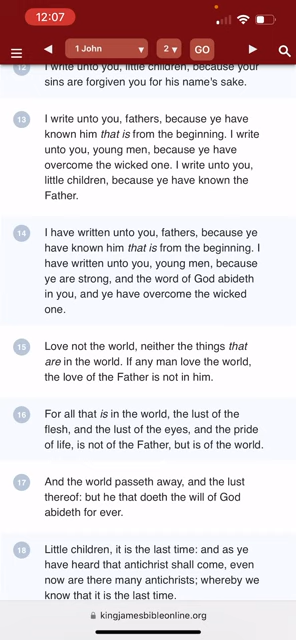 12:07
1 John
2
GO
12 I write unto you, little children, because your
sins are forgiven you for his name's sake.
13 I write unto you, fathers, because ye have
known him that is from the beginning. I write
unto you, young men, because ye have
overcome the wicked one. I write unto you,
little children, because ye have known the
Father.
14 I have written unto you, fathers, because ye
have known him that is from the beginning. I
have written unto you, young men, because
ye are strong, and the word of God abideth
in you, and ye have overcome the wicked
one.
15 Love not the world, neither the things that
are in the world. If any man love the world,
the love of the Father is not in him.
16 For all that is in the world, the lust of the
flesh, and the lust of the eyes, and the pride
of life, is not of the Father, but is of the world.
17 And the world passeth away, and the lust
thereof: but he that doeth the will of God
abideth for ever.
18 Little children, it is the last time: and as ye
have heard that antichrist shall come, even
now are there many antichrists; whereby we
know that it is the last time.
kingjamesbibleonline.org